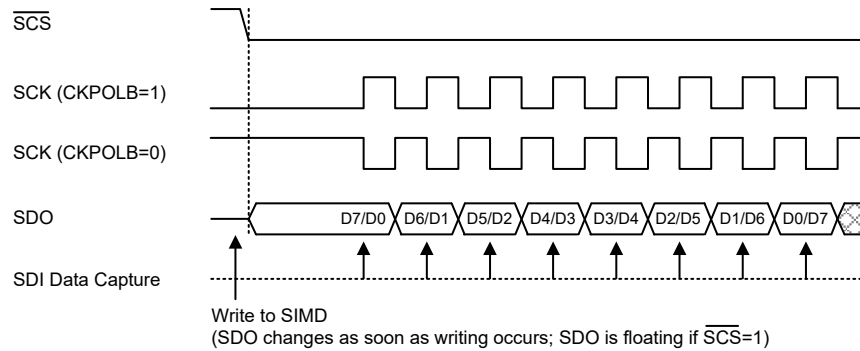 SCS
SCK (CKPOLB=1)
SCK (CKPOLB=0)
SDO
D7/D0 D6/D1 D5/D2 D4/D3 D3/D4 D2/D5 D1/D6 D0/D7
SDI Data Capture
Write to SIMD
(SDO changes as soon as writing occurs; SDO is floating if SCS=1)